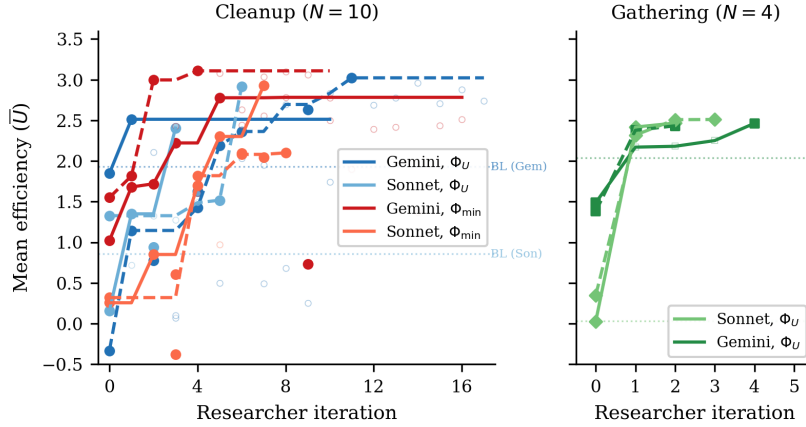 Cleanup (N = 10)
Mean efficiency (U̅)
3.5
3.0
2.5
2.0
1.5
1.0
0.5
0.0
−0.5
BL (Gem)
BL (Son)
Gemini, Φ_U
Sonnet, Φ_U
Gemini, Φ_min
Sonnet, Φ_min
0 4 8 12 16
Researcher iteration
Gathering (N = 4)
Sonnet, Φ_U
Gemini, Φ_U
0 1 2 3 4 5
Researcher iteration